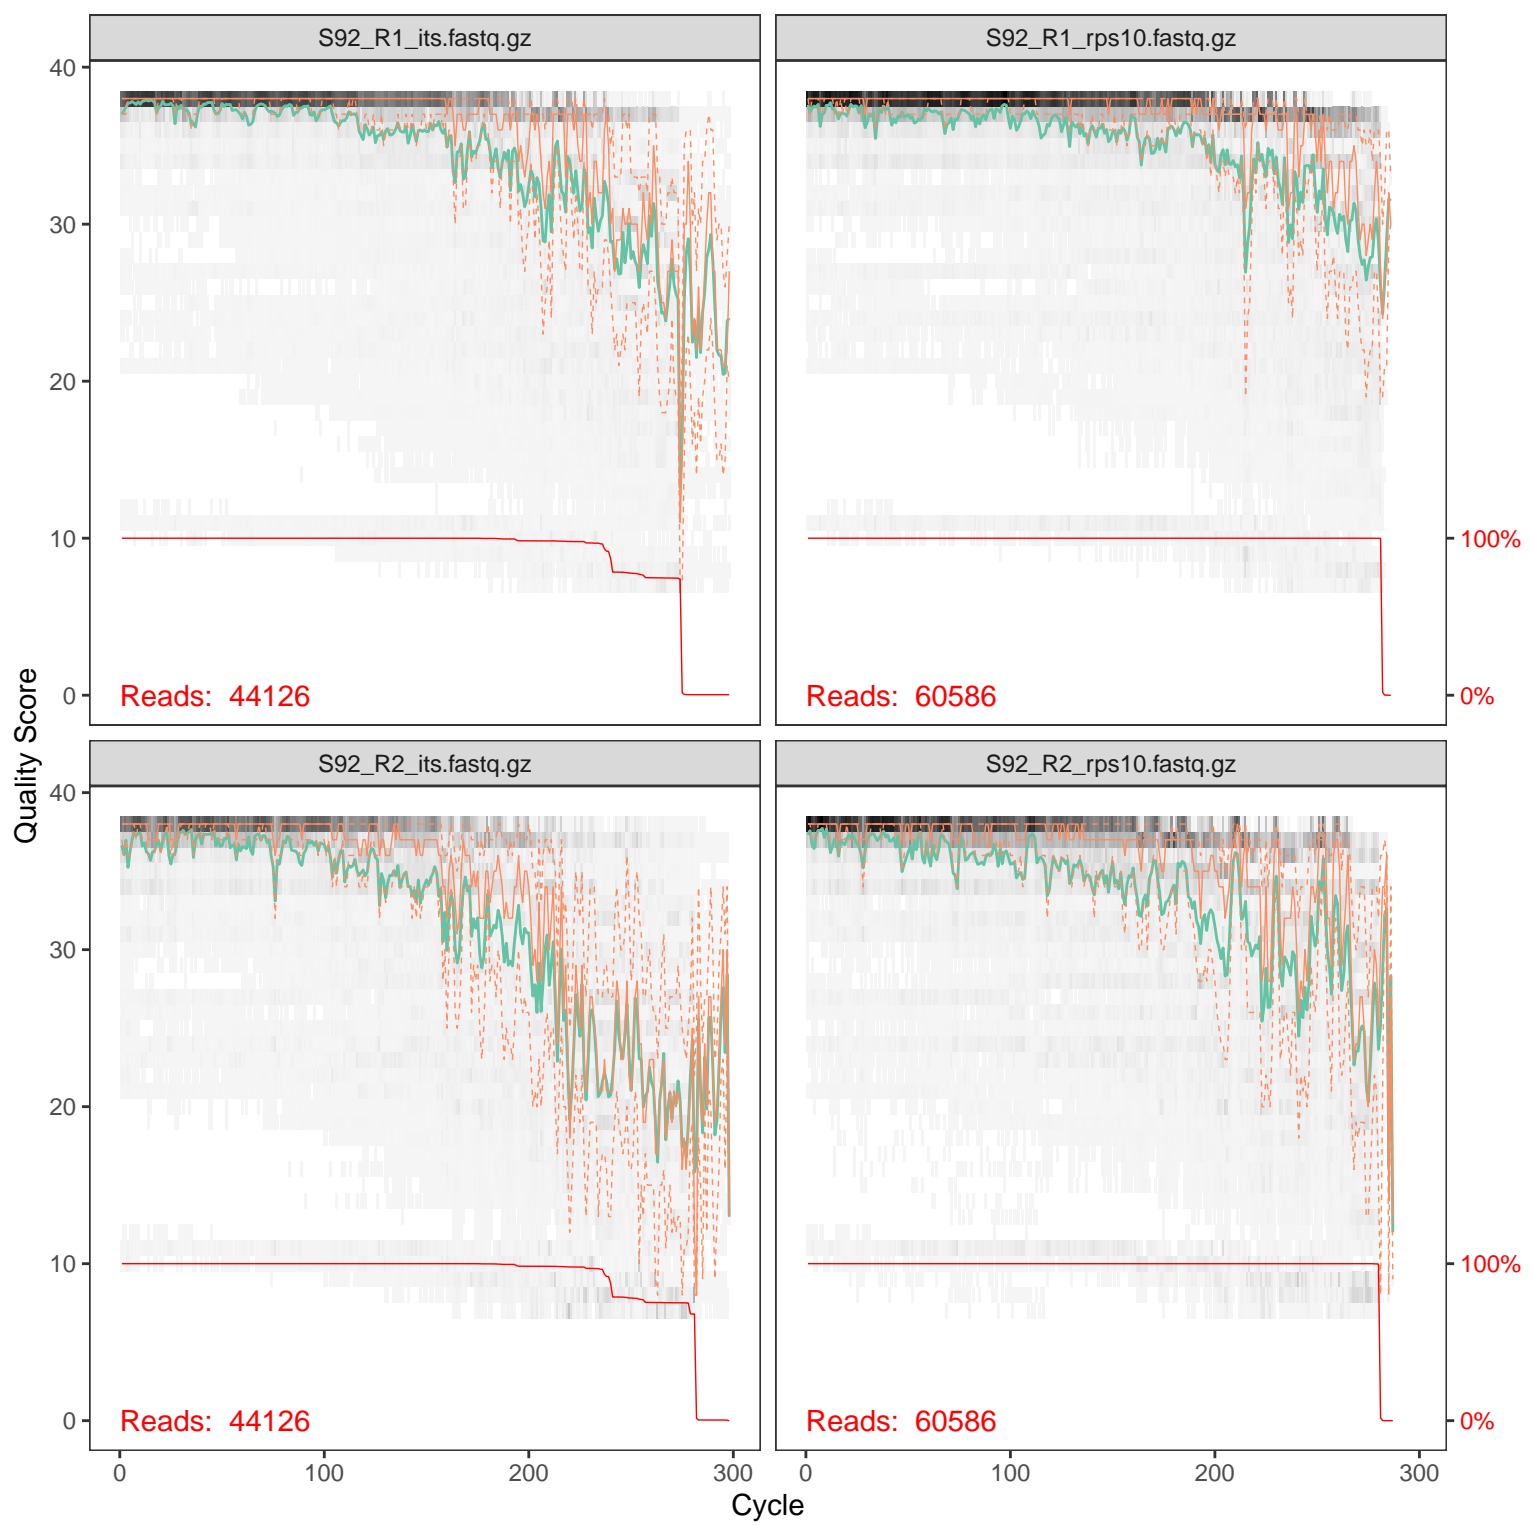 S92_R1_its.fastq.gz
S92_R1_rps10.fastq.gz
40
30
20
10
0
Reads: 44126
Reads: 60586
100%
0%
Quality Score
S92_R2_its.fastq.gz
S92_R2_rps10.fastq.gz
40
30
20
10
0
Reads: 44126
Reads: 60586
100%
0%
0 100 200 300
0 100 200 300
Cycle